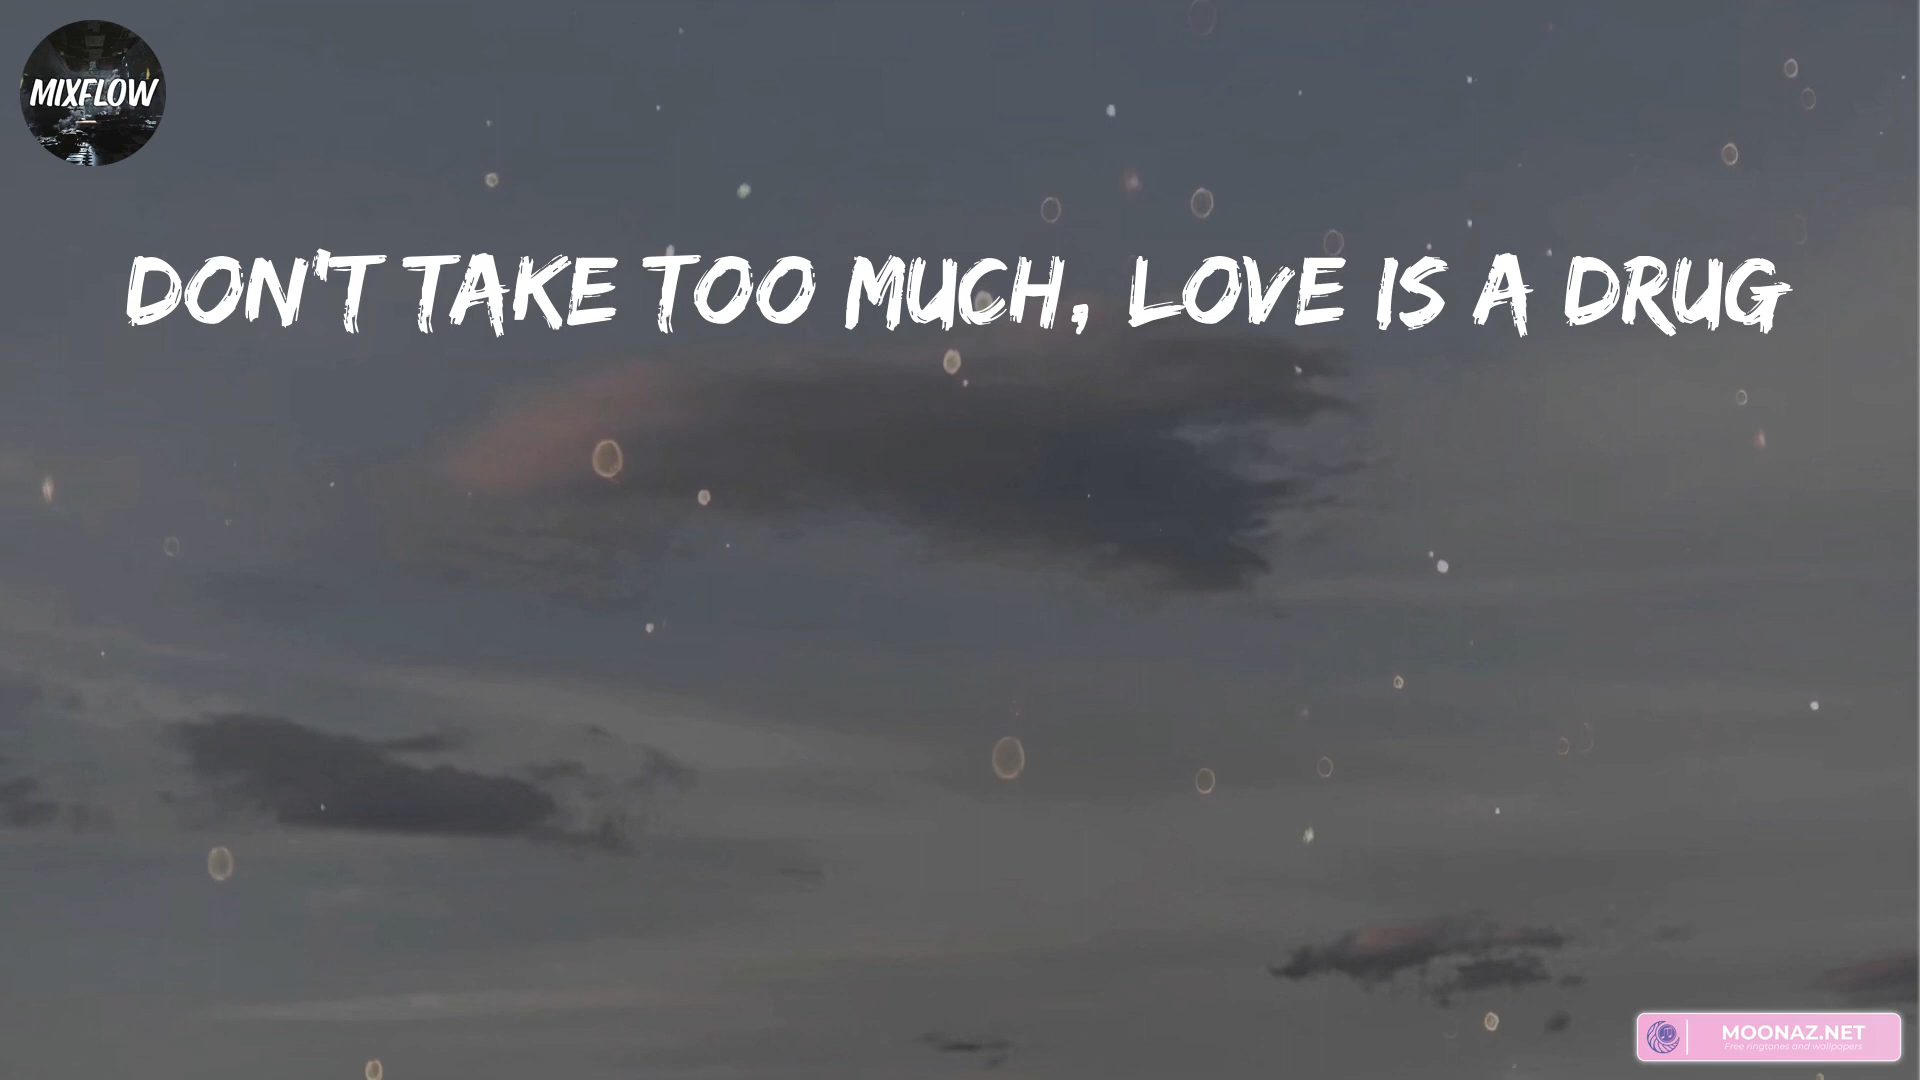 MIXFLOW
DON'T TAKE TOO MUCH, LOVE IS A DRUG
MOONAZ.NET
Free ringtones and wallpapers